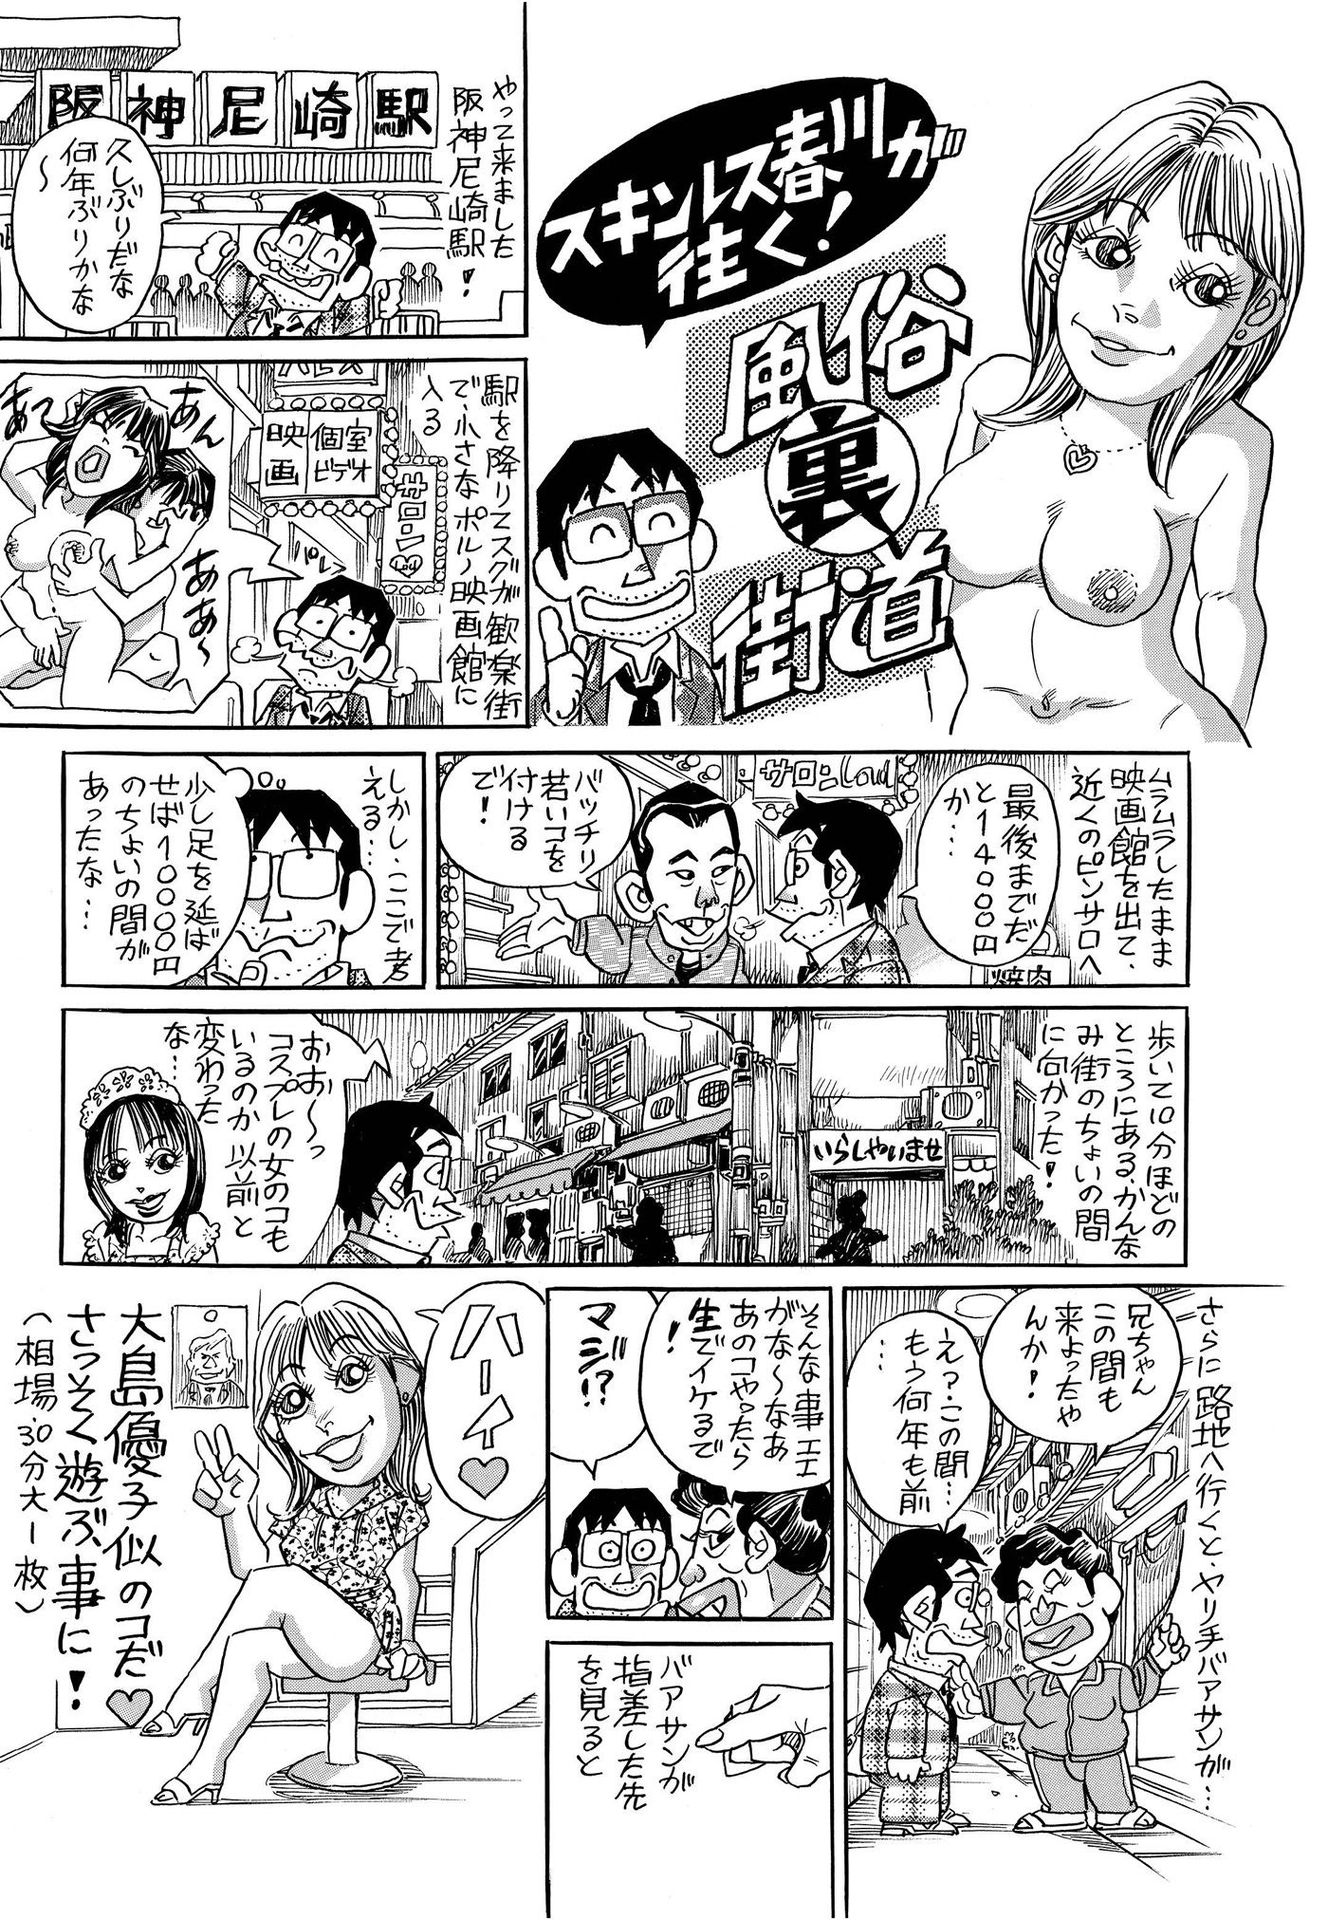 スキンレス春川が
往く!
風俗
裏
街道
やって来ました
阪神尼崎駅!
阪神尼崎駅
久しぶりだな
何年ぶりかな
〜
駅を降りてスグが歓楽街
で、小さなポルノ映画館に
入る
映画
個室
ビデオ
サロン
あん
ああ〜
ムラムラしたまま
映画館を出て、
近くのピンサロへ
サロンLoud
最後までだ
と14000円
か…
焼肉
バッチリ
若いコを
付ける
で!
しかし、ここで考
える…
少し足を延ば
せば10000円
のちょいの間が
あったな…
歩いて10分ほどの
ところにある、かんな
み街のちょいの間
に向かった!
いらしゃいませ
おお〜っ
コスプレの女のコも
いるのか 以前と
変わった
な…
さらに路地へ行くと、ヤリチバアサンが…
兄ちゃん
この間も
来よったや
んか!
え?この間…
もう何年も前
…
そんな事エエ
がな〜なあ
あのコやったら
生でイケるで
!
マジ!?
バアサンが
指差した先
を見ると
ハーイ♥
大島優子似のコだ♥
さっそく遊ぶ事に!
(相場・30分大一枚)